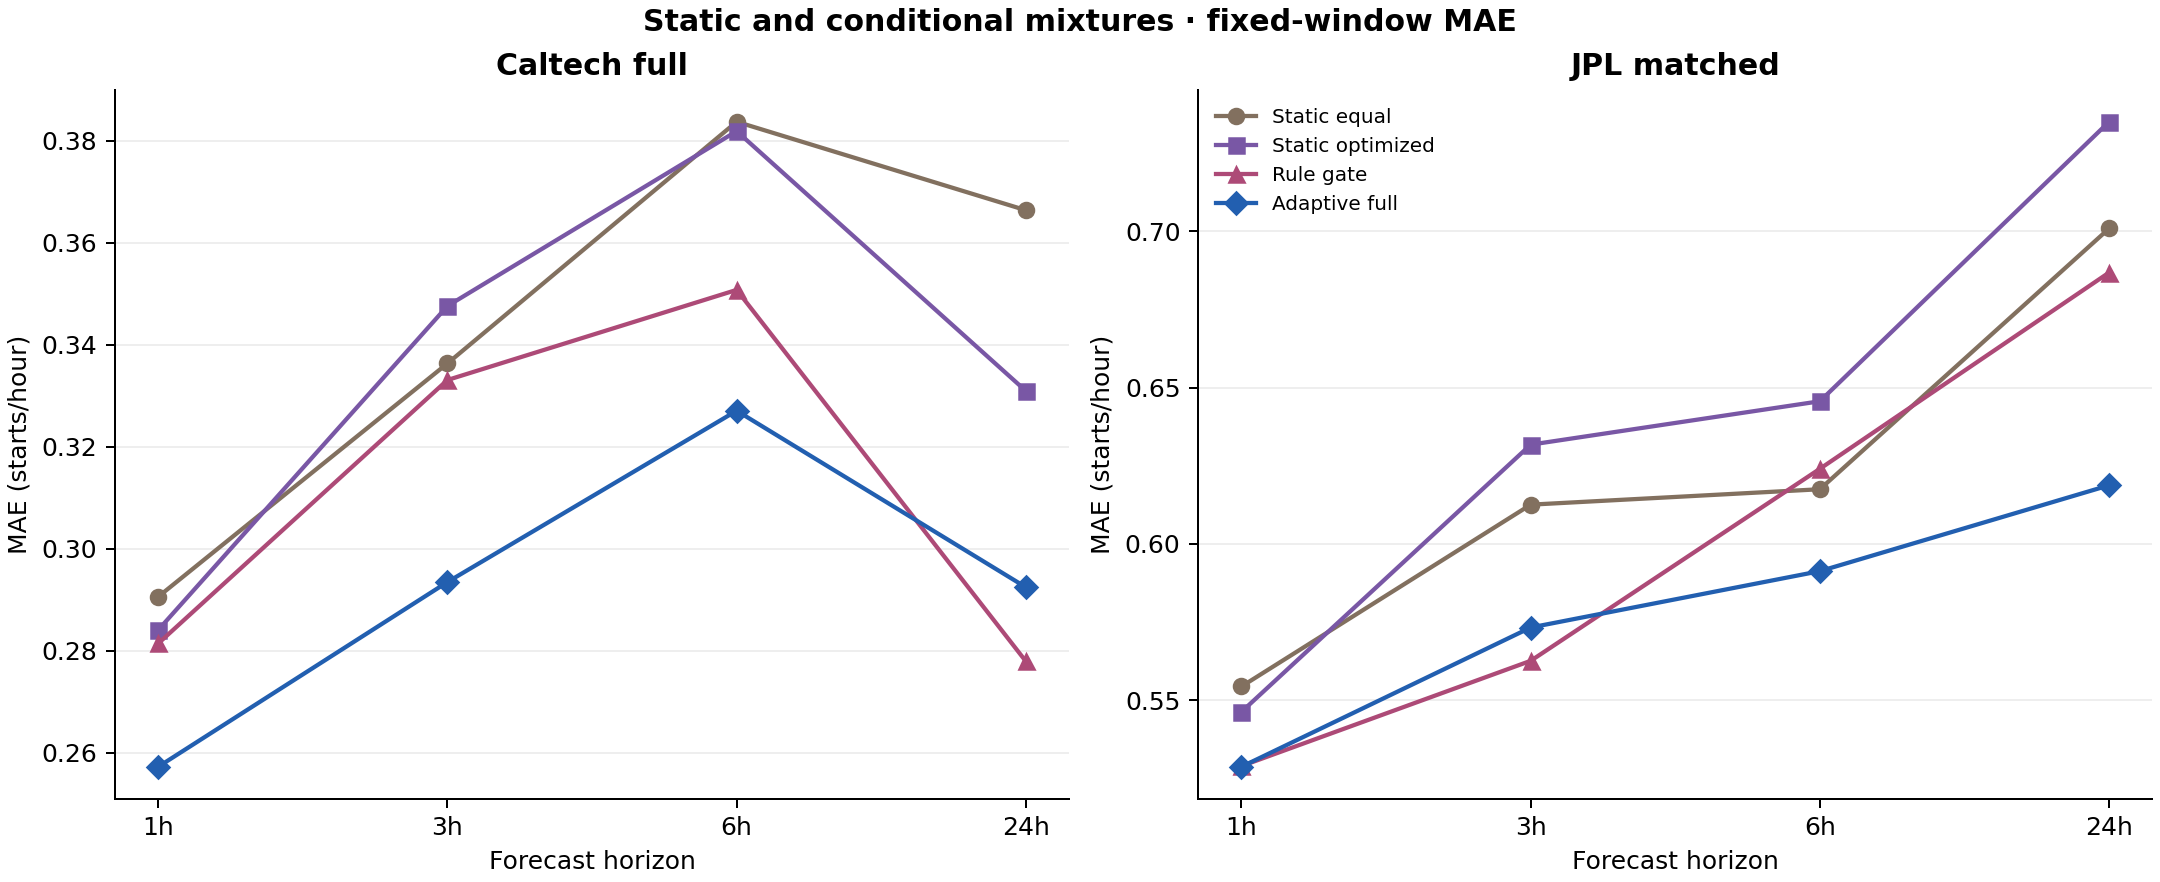 Static and conditional mixtures · fixed-window MAE
Caltech full
MAE (starts/hour)
0.38
0.36
0.34
0.32
0.30
0.28
0.26
1h 3h 6h 24h
Forecast horizon
JPL matched
Static equal
Static optimized
Rule gate
Adaptive full
MAE (starts/hour)
0.70
0.65
0.60
0.55
1h 3h 6h 24h
Forecast horizon